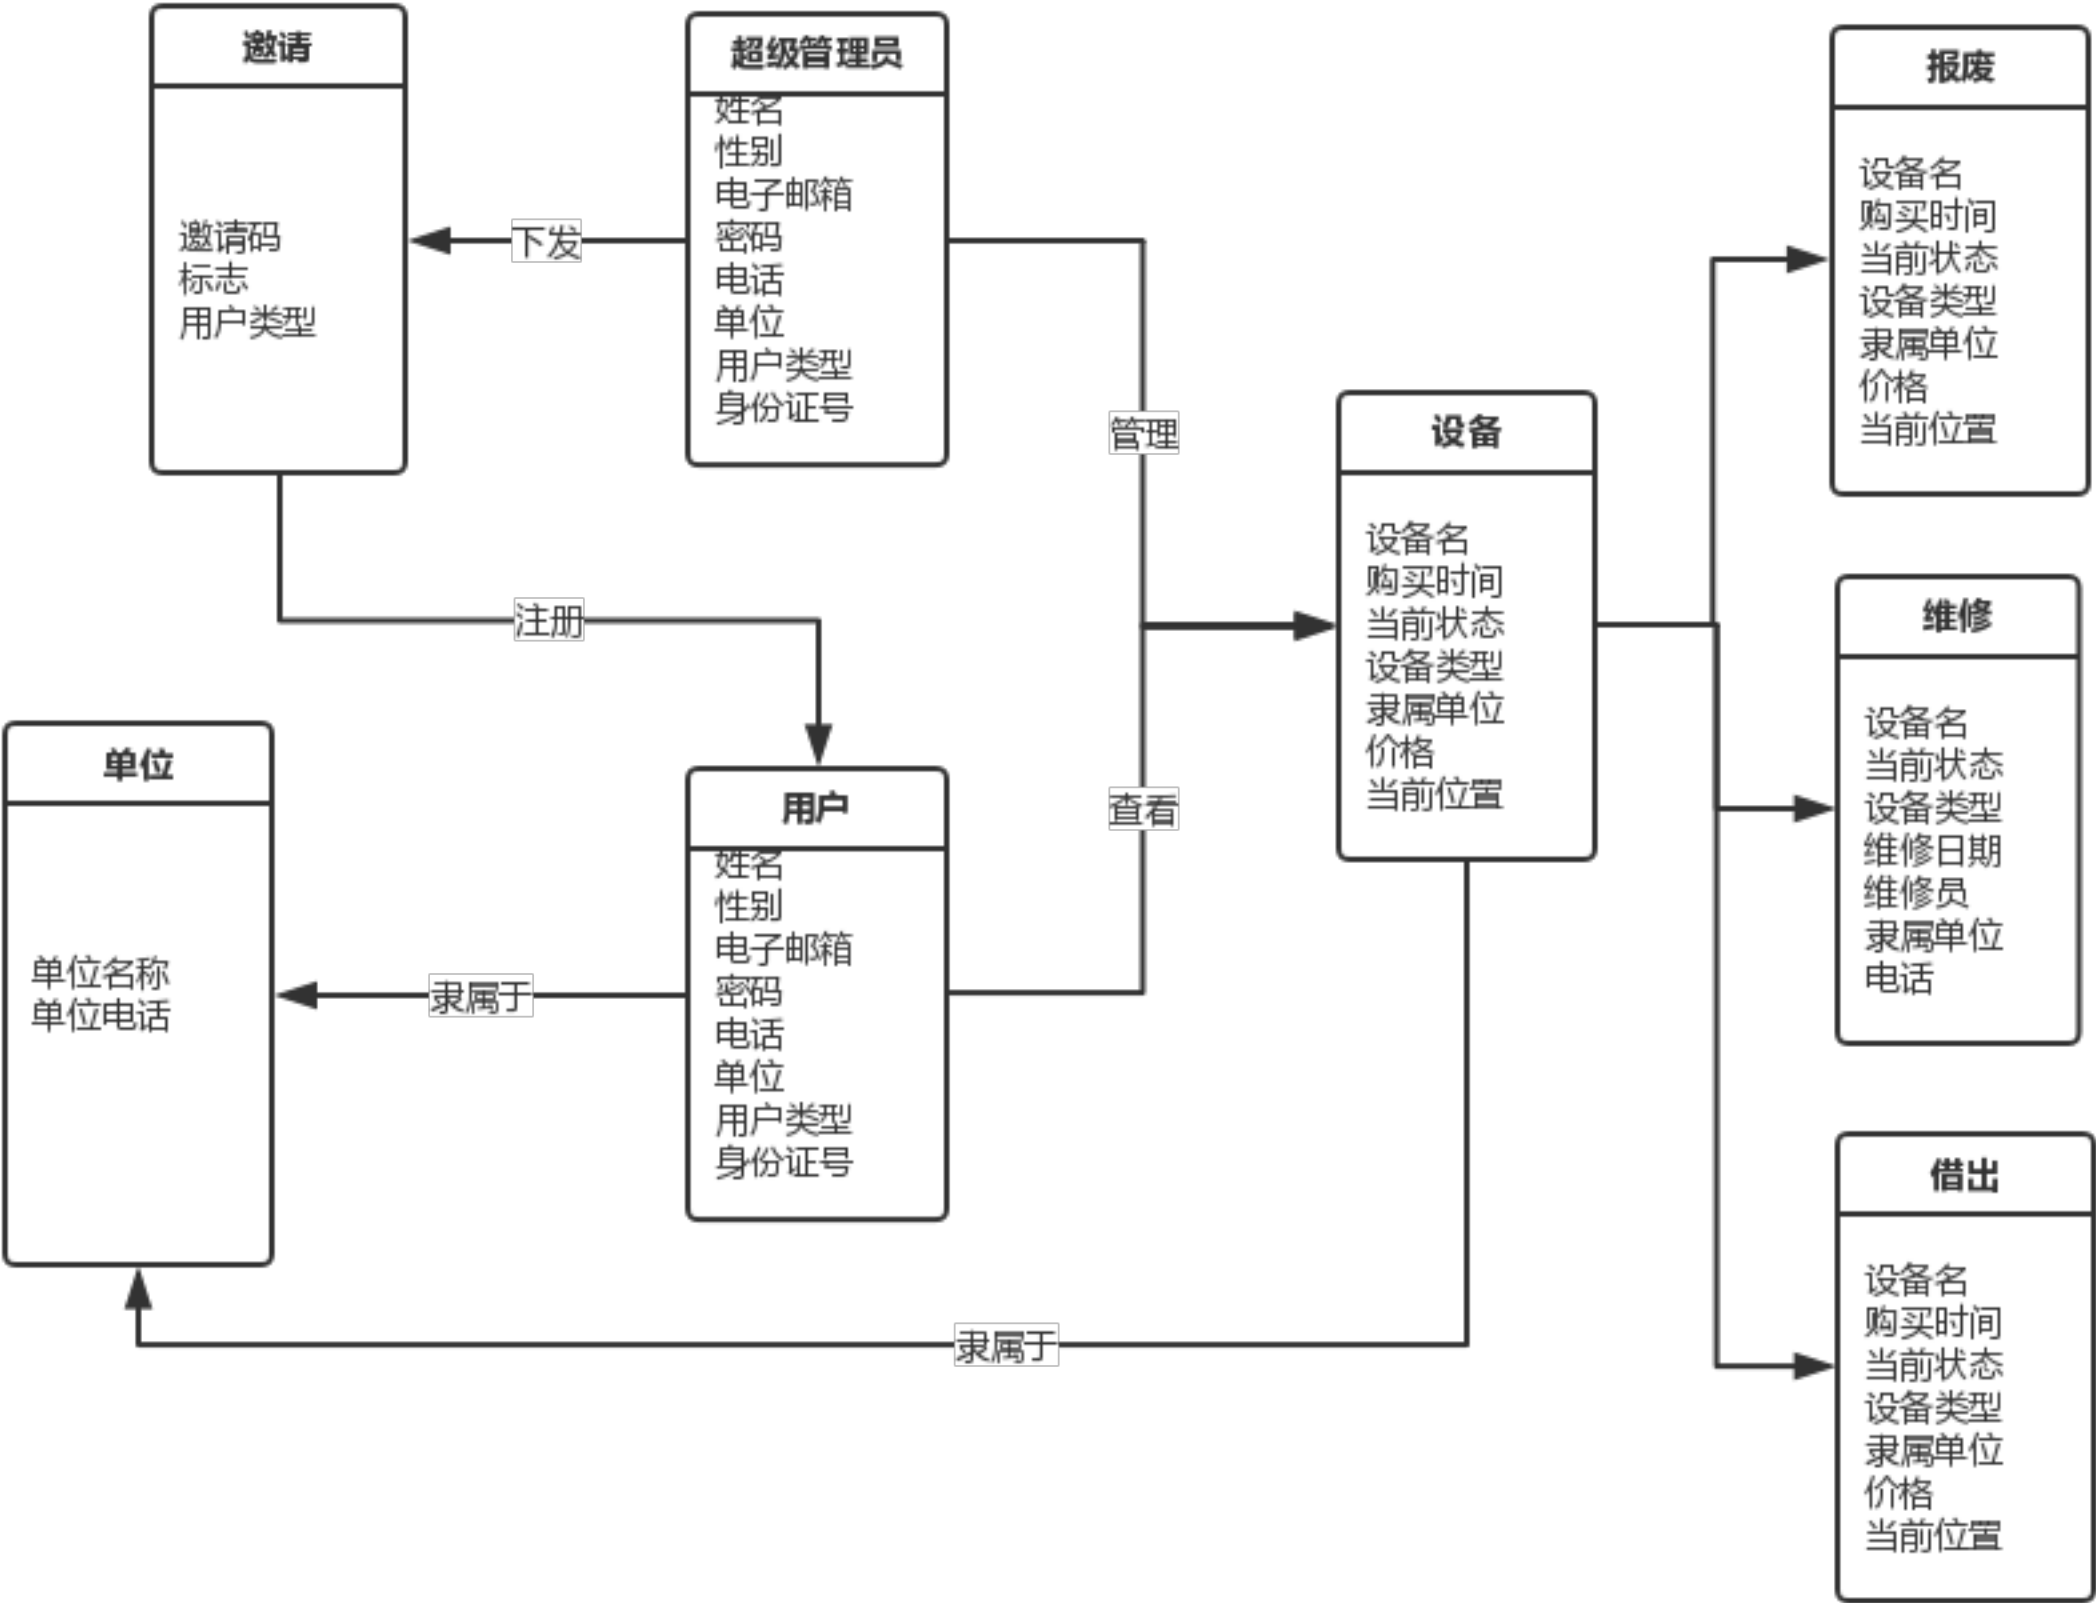 邀请
邀请码
标志
用户类型
下发
超级管理员
姓名
性别
电子邮箱
密码
电话
单位
用户类型
身份证号
管理
注册
单位
单位名称
单位电话
隶属于
用户
姓名
性别
电子邮箱
密码
电话
单位
用户类型
身份证号
查看
隶属于
设备
设备名
购买时间
当前状态
设备类型
隶属单位
价格
当前位置
报废
设备名
购买时间
当前状态
设备类型
隶属单位
价格
当前位置
维修
设备名
当前状态
设备类型
维修日期
维修员
隶属单位
电话
借出
设备名
购买时间
当前状态
设备类型
隶属单位
价格
当前位置